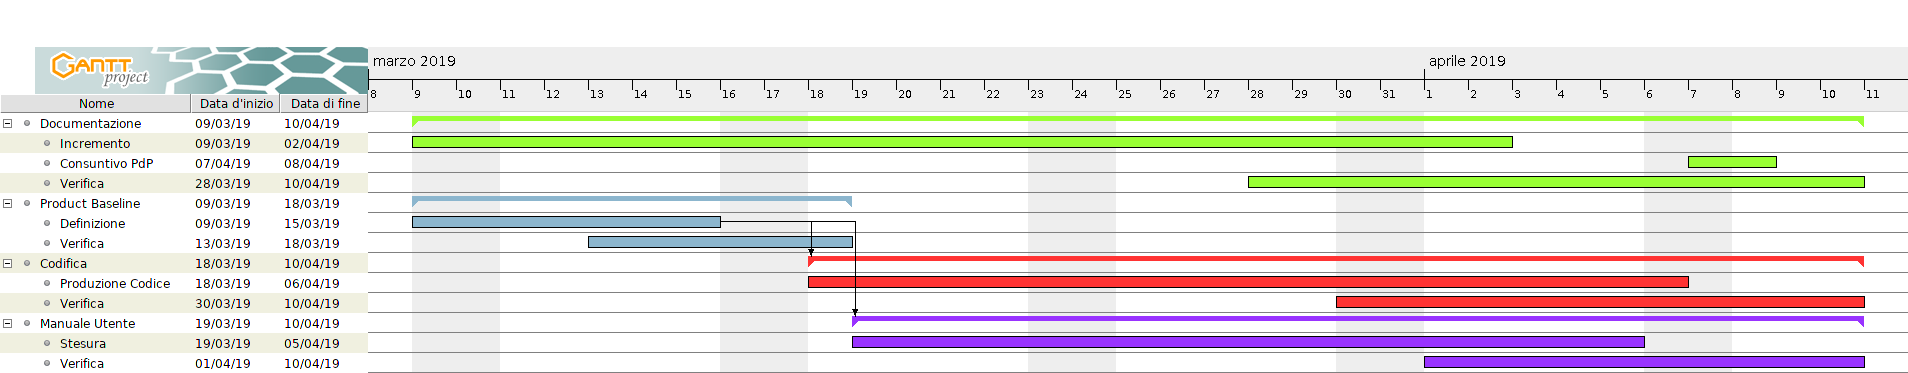 GANTT project
marzo 2019 aprile 2019
Nome Data d'inizio Data di fine 8 9 10 11 12 13 14 15 16 17 18 19 20 21 22 23 24 25 26 27 28 29 30 31 1 2 3 4 5 6 7 8 9 10 11
Documentazione 09/03/19 10/04/19
Incremento 09/03/19 02/04/19
Consuntivo PdP 07/04/19 08/04/19
Verifica 28/03/19 10/04/19
Product Baseline 09/03/19 18/03/19
Definizione 09/03/19 15/03/19
Verifica 13/03/19 18/03/19
Codifica 18/03/19 10/04/19
Produzione Codice 18/03/19 06/04/19
Verifica 30/03/19 10/04/19
Manuale Utente 19/03/19 10/04/19
Stesura 19/03/19 05/04/19
Verifica 01/04/19 10/04/19